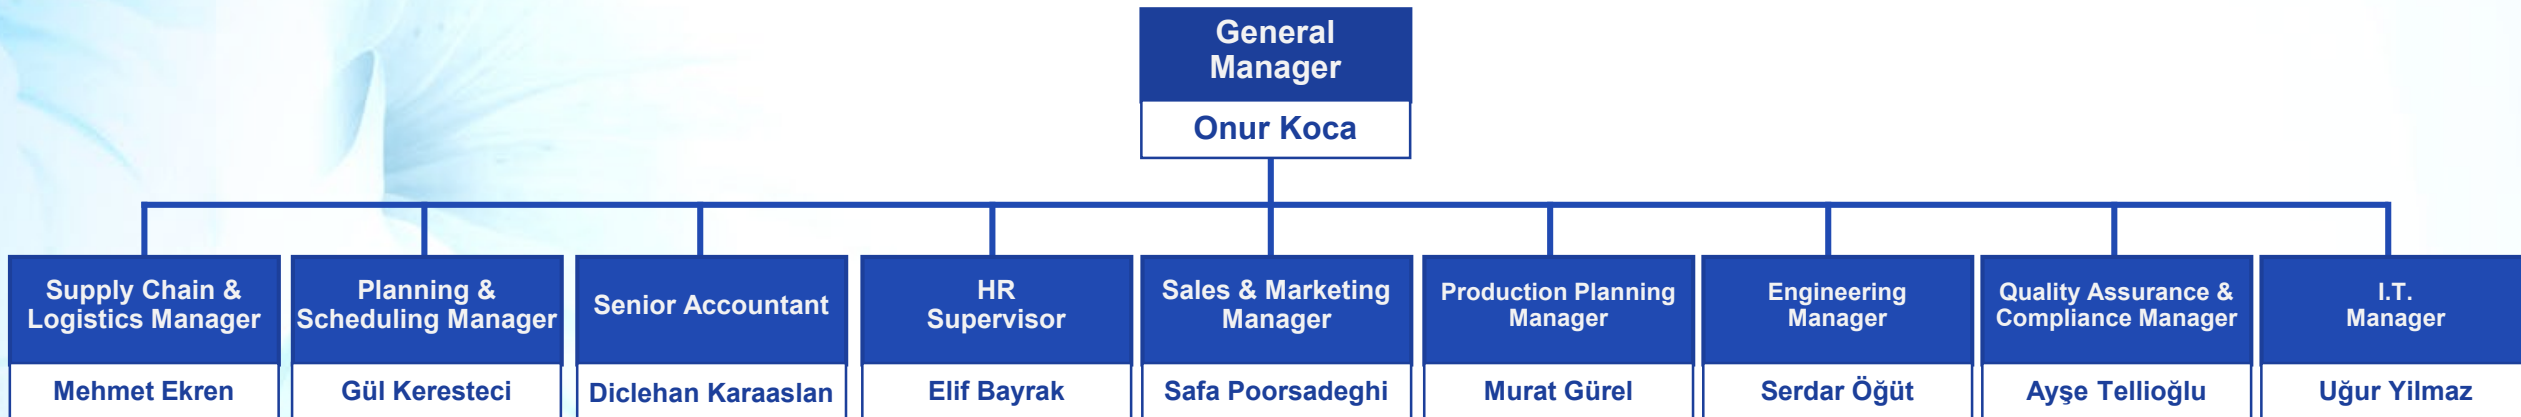 General
Manager
Onur Koca
Supply Chain &
Logistics Manager
Mehmet Ekren
Planning &
Scheduling Manager
Gül Keresteci
Senior Accountant
Diclehan Karaaslan
HR
Supervisor
Elif Bayrak
Sales & Marketing
Manager
Safa Poorsadeghi
Production Planning
Manager
Murat Gürel
Engineering
Manager
Serdar Öğüt
Quality Assurance &
Compliance Manager
Ayşe Tellioğlu
I.T.
Manager
Uğur Yilmaz